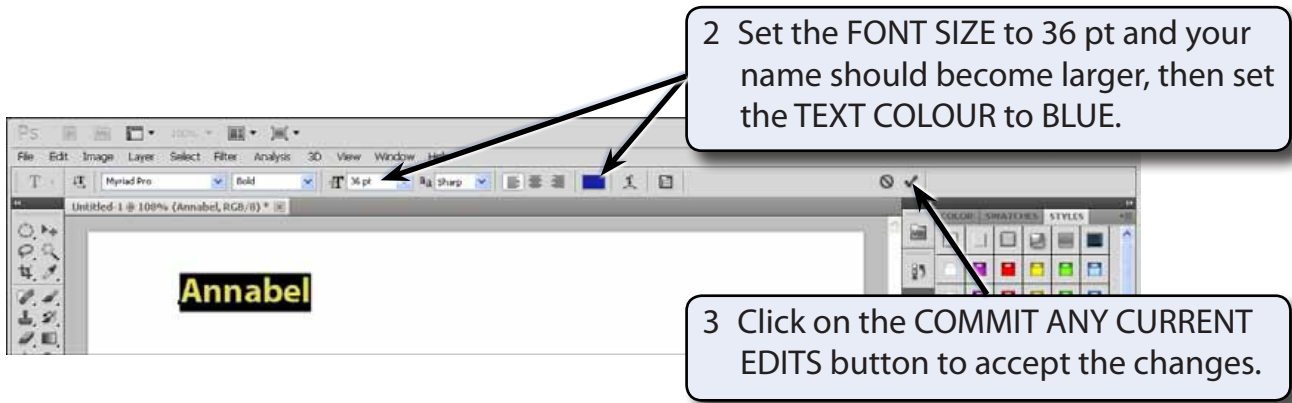 2 Set the FONT SIZE to 36 pt and your
name should become larger, then set
the TEXT COLOUR to BLUE.
Ps 100%
File Edit Image Layer Select Filter Analysis 3D View Window Help
T Myriad Pro Bold 36 pt Sharp
Untitled-1 @ 100% (Annabel, RGB/8) *
COLOR SWATCHES STYLES
Annabel
3 Click on the COMMIT ANY CURRENT
EDITS button to accept the changes.